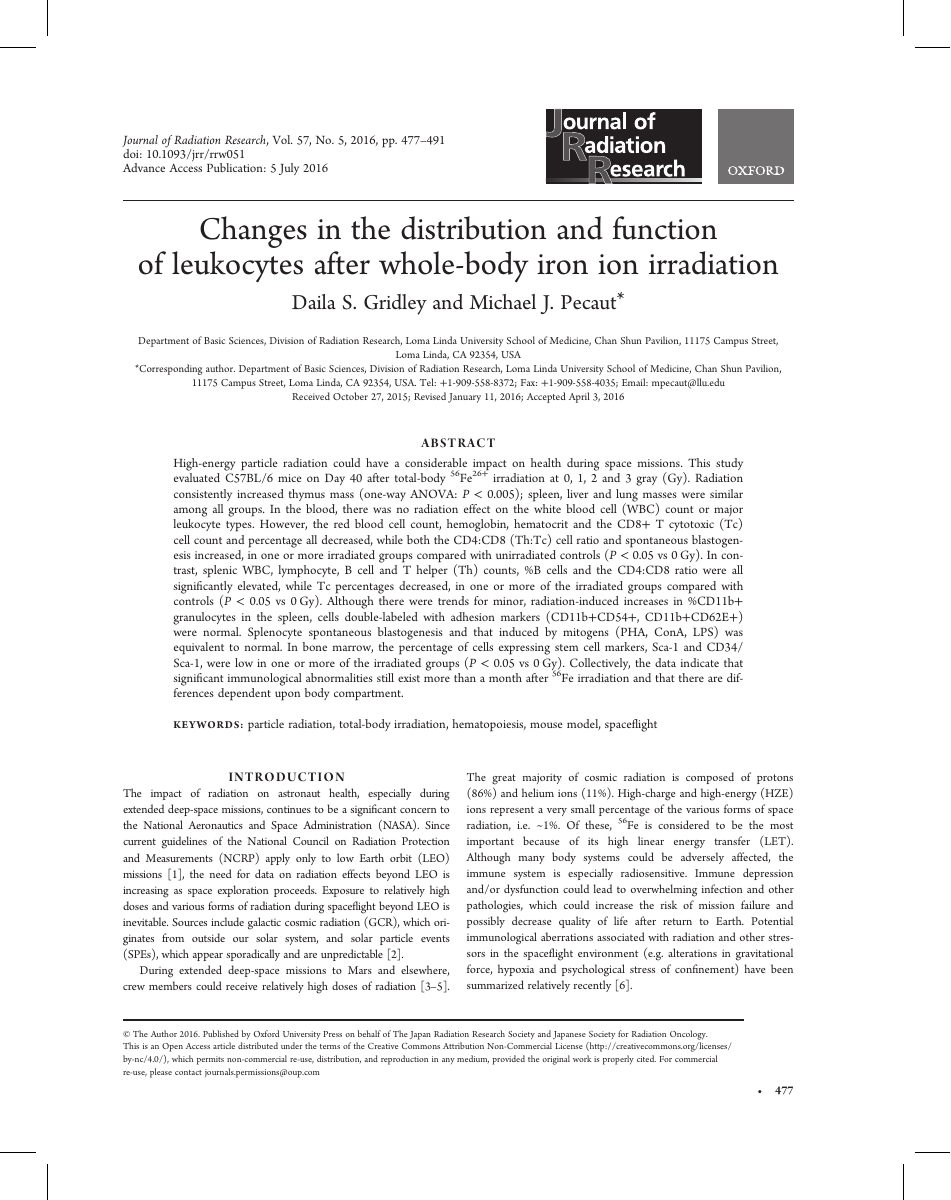 Journal of Radiation Research, Vol. 57, No. 5, 2016, pp. 477–491
doi: 10.1093/jrr/rrw051
Advance Access Publication: 5 July 2016
Journal of
Radiation
Research
OXFORD
Changes in the distribution and function
of leukocytes after whole-body iron ion irradiation
Daila S. Gridley and Michael J. Pecaut*
Department of Basic Sciences, Division of Radiation Research, Loma Linda University School of Medicine, Chan Shun Pavilion, 11175 Campus Street,
Loma Linda, CA 92354, USA
*Corresponding author. Department of Basic Sciences, Division of Radiation Research, Loma Linda University School of Medicine, Chan Shun Pavilion,
11175 Campus Street, Loma Linda, CA 92354, USA. Tel: +1-909-558-8372; Fax: +1-909-558-4035; Email: mpecaut@llu.edu
Received October 27, 2015; Revised January 11, 2016; Accepted April 3, 2016
ABSTRACT
High-energy particle radiation could have a considerable impact on health during space missions. This study
evaluated C57BL/6 mice on Day 40 after total-body ⁵⁶Fe²⁶⁺ irradiation at 0, 1, 2 and 3 gray (Gy). Radiation
consistently increased thymus mass (one-way ANOVA: P < 0.005); spleen, liver and lung masses were similar
among all groups. In the blood, there was no radiation effect on the white blood cell (WBC) count or major
leukocyte types. However, the red blood cell count, hemoglobin, hematocrit and the CD8+ T cytotoxic (Tc)
cell count and percentage all decreased, while both the CD4:CD8 (Th:Tc) cell ratio and spontaneous blastogen-
esis increased, in one or more irradiated groups compared with unirradiated controls (P < 0.05 vs 0 Gy). In con-
trast, splenic WBC, lymphocyte, B cell and T helper (Th) counts, %B cells and the CD4:CD8 ratio were all
significantly elevated, while Tc percentages decreased, in one or more of the irradiated groups compared with
controls (P < 0.05 vs 0 Gy). Although there were trends for minor, radiation-induced increases in %CD11b+
granulocytes in the spleen, cells double-labeled with adhesion markers (CD11b+CD54+, CD11b+CD62E+)
were normal. Splenocyte spontaneous blastogenesis and that induced by mitogens (PHA, ConA, LPS) was
equivalent to normal. In bone marrow, the percentage of cells expressing stem cell markers, Sca-1 and CD34/
Sca-1, were low in one or more of the irradiated groups (P < 0.05 vs 0 Gy). Collectively, the data indicate that
significant immunological abnormalities still exist more than a month after ⁵⁶Fe irradiation and that there are dif-
ferences dependent upon body compartment.
KEYWORDS: particle radiation, total-body irradiation, hematopoiesis, mouse model, spaceflight
INTRODUCTION
The impact of radiation on astronaut health, especially during
extended deep-space missions, continues to be a significant concern to
the National Aeronautics and Space Administration (NASA). Since
current guidelines of the National Council on Radiation Protection
and Measurements (NCRP) apply only to low Earth orbit (LEO)
missions [1], the need for data on radiation effects beyond LEO is
increasing as space exploration proceeds. Exposure to relatively high
doses and various forms of radiation during spaceflight beyond LEO is
inevitable. Sources include galactic cosmic radiation (GCR), which ori-
ginates from outside our solar system, and solar particle events
(SPEs), which appear sporadically and are unpredictable [2].
During extended deep-space missions to Mars and elsewhere,
crew members could receive relatively high doses of radiation [3–5].
The great majority of cosmic radiation is composed of protons
(86%) and helium ions (11%). High-charge and high-energy (HZE)
ions represent a very small percentage of the various forms of space
radiation, i.e. ~1%. Of these, ⁵⁶Fe is considered to be the most
important because of its high linear energy transfer (LET).
Although many body systems could be adversely affected, the
immune system is especially radiosensitive. Immune depression
and/or dysfunction could lead to overwhelming infection and other
pathologies, which could increase the risk of mission failure and
possibly decrease quality of life after return to Earth. Potential
immunological aberrations associated with radiation and other stres-
sors in the spaceflight environment (e.g. alterations in gravitational
force, hypoxia and psychological stress of confinement) have been
summarized relatively recently [6].
© The Author 2016. Published by Oxford University Press on behalf of The Japan Radiation Research Society and Japanese Society for Radiation Oncology.
This is an Open Access article distributed under the terms of the Creative Commons Attribution Non-Commercial License (http://creativecommons.org/licenses/
by-nc/4.0/), which permits non-commercial re-use, distribution, and reproduction in any medium, provided the original work is properly cited. For commercial
re-use, please contact journals.permissions@oup.com
• 477